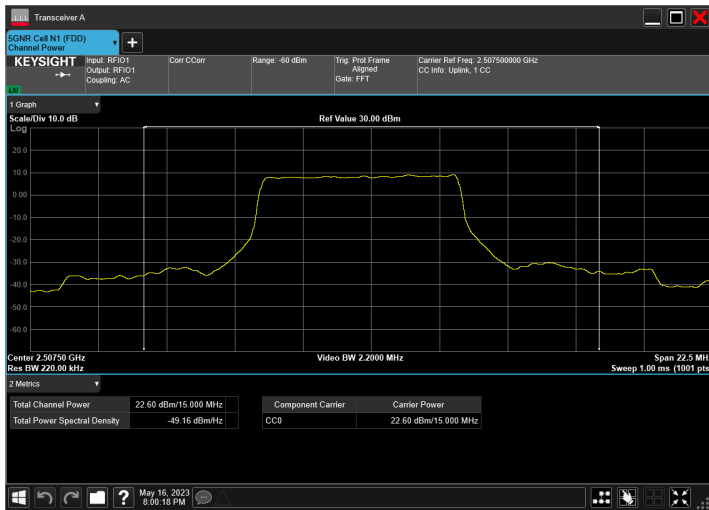 Transceiver A
5GNR Cell N1 (FDD)
Channel Power
KEYSIGHT
Input: RFIO1
Output: RFIO1
Coupling: AC
Corr CCorr
Range: -60 dBm
Trig: Prot Frame
Aligned
Gate: FFT
Carrier Ref Freq: 2.507500000 GHz
CC Info: Uplink, 1 CC
LXI
1 Graph
Scale/Div 10.0 dB
Ref Value 30.00 dBm
Log
20.0
10.0
0.00
-10.0
-20.0
-30.0
-40.0
-50.0
-60.0
Center 2.50750 GHz
Video BW 2.2000 MHz
Span 22.5 MH
Res BW 220.00 kHz
Sweep 1.00 ms (1001 pts
2 Metrics
Total Channel Power 22.60 dBm/15.000 MHz
Total Power Spectral Density -49.16 dBm/Hz
Component Carrier Carrier Power
CC0 22.60 dBm/15.000 MHz
May 16, 2023
8:00:18 PM